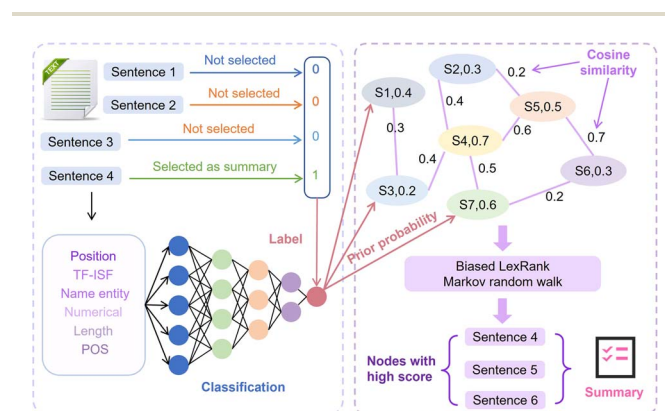 TEXT
Sentence 1
Not selected
0
Sentence 2
Not selected
0
Sentence 3
Not selected
0
Sentence 4
Selected as summary
1
Label
Position
TF-ISF
Name entity
Numerical
Length
POS
Classification
Prior probability
Cosine
similarity
S1,0.4
S2,0.3
S3,0.2
S4,0.7
S5,0.5
S6,0.3
S7,0.6
0.2
0.4
0.3
0.6
0.7
0.4
0.5
0.2
Biased LexRank
Markov random walk
Nodes with
high score
Sentence 4
Sentence 5
Sentence 6
Summary